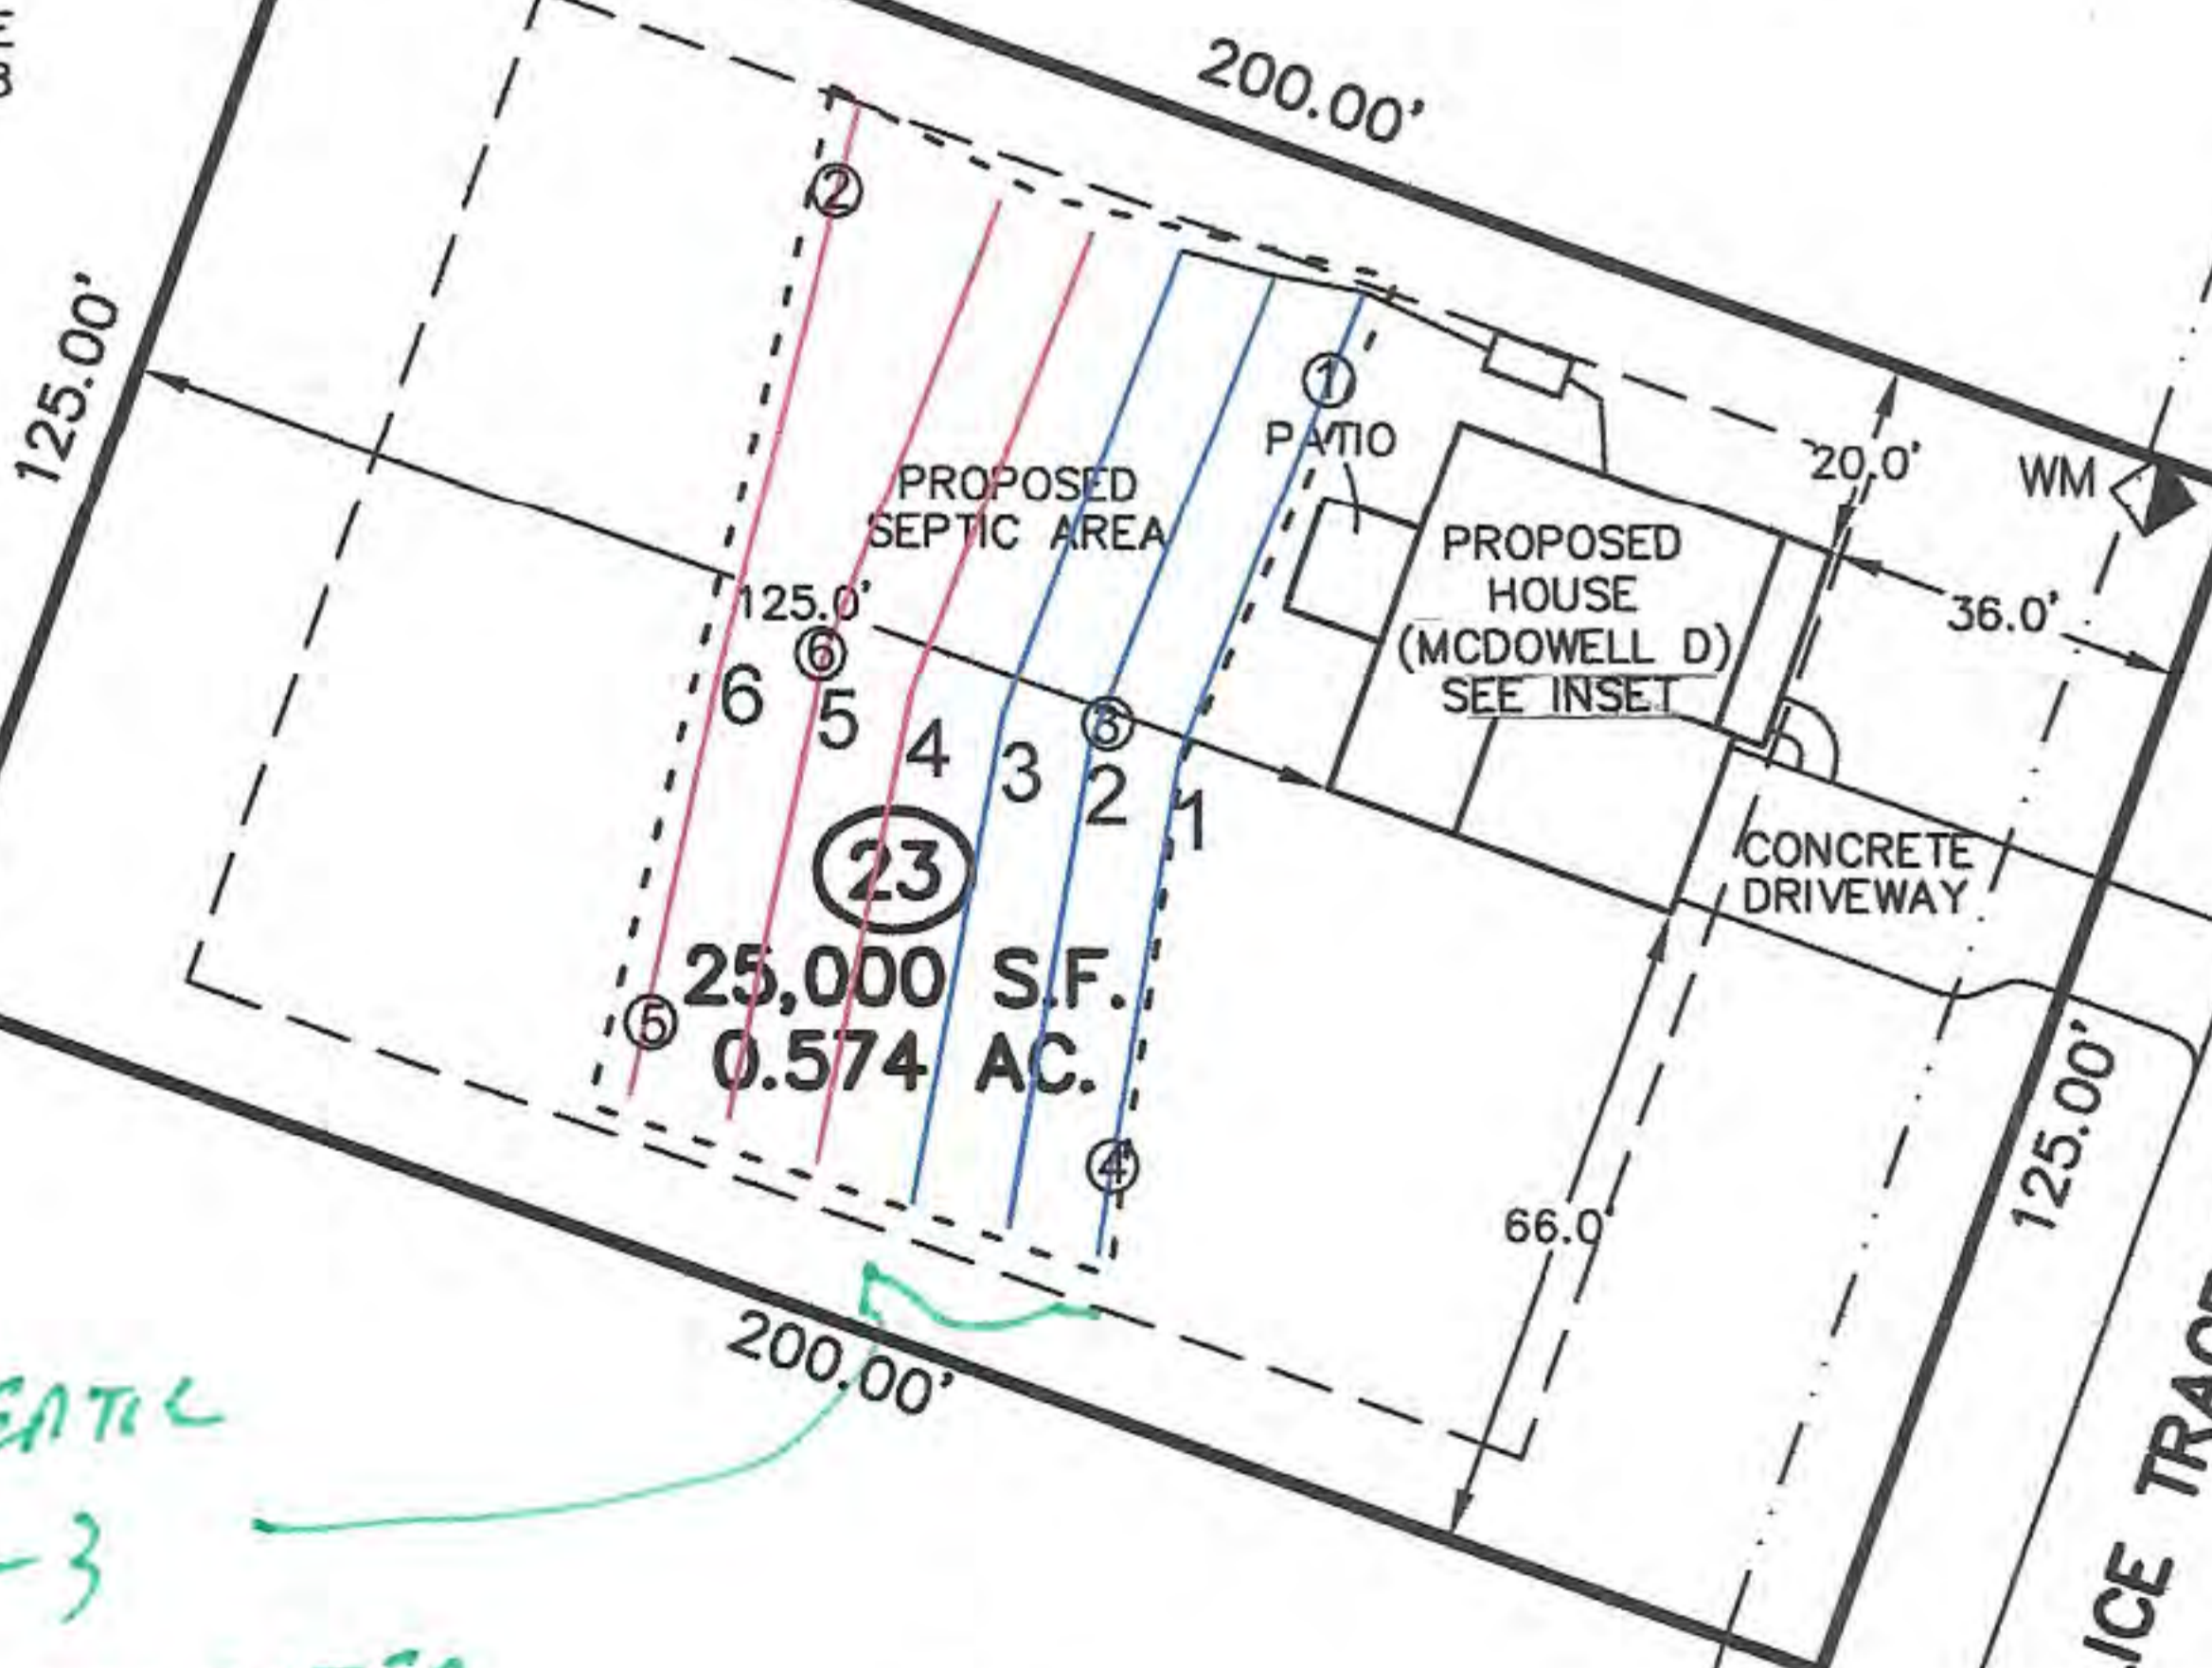 200.00'
125.00'
②
①
PATIO
PROPOSED
SEPTIC AREA
20.0'
WM
PROPOSED
HOUSE
(MCDOWELL D)
SEE INSET
36.0'
125.0'
⑥
6
5
4
3
③
2
1
23
CONCRETE
DRIVEWAY
25,000 S.F.
0.574 AC.
⑤
④
66.0'
125.00'
200.00'
-3